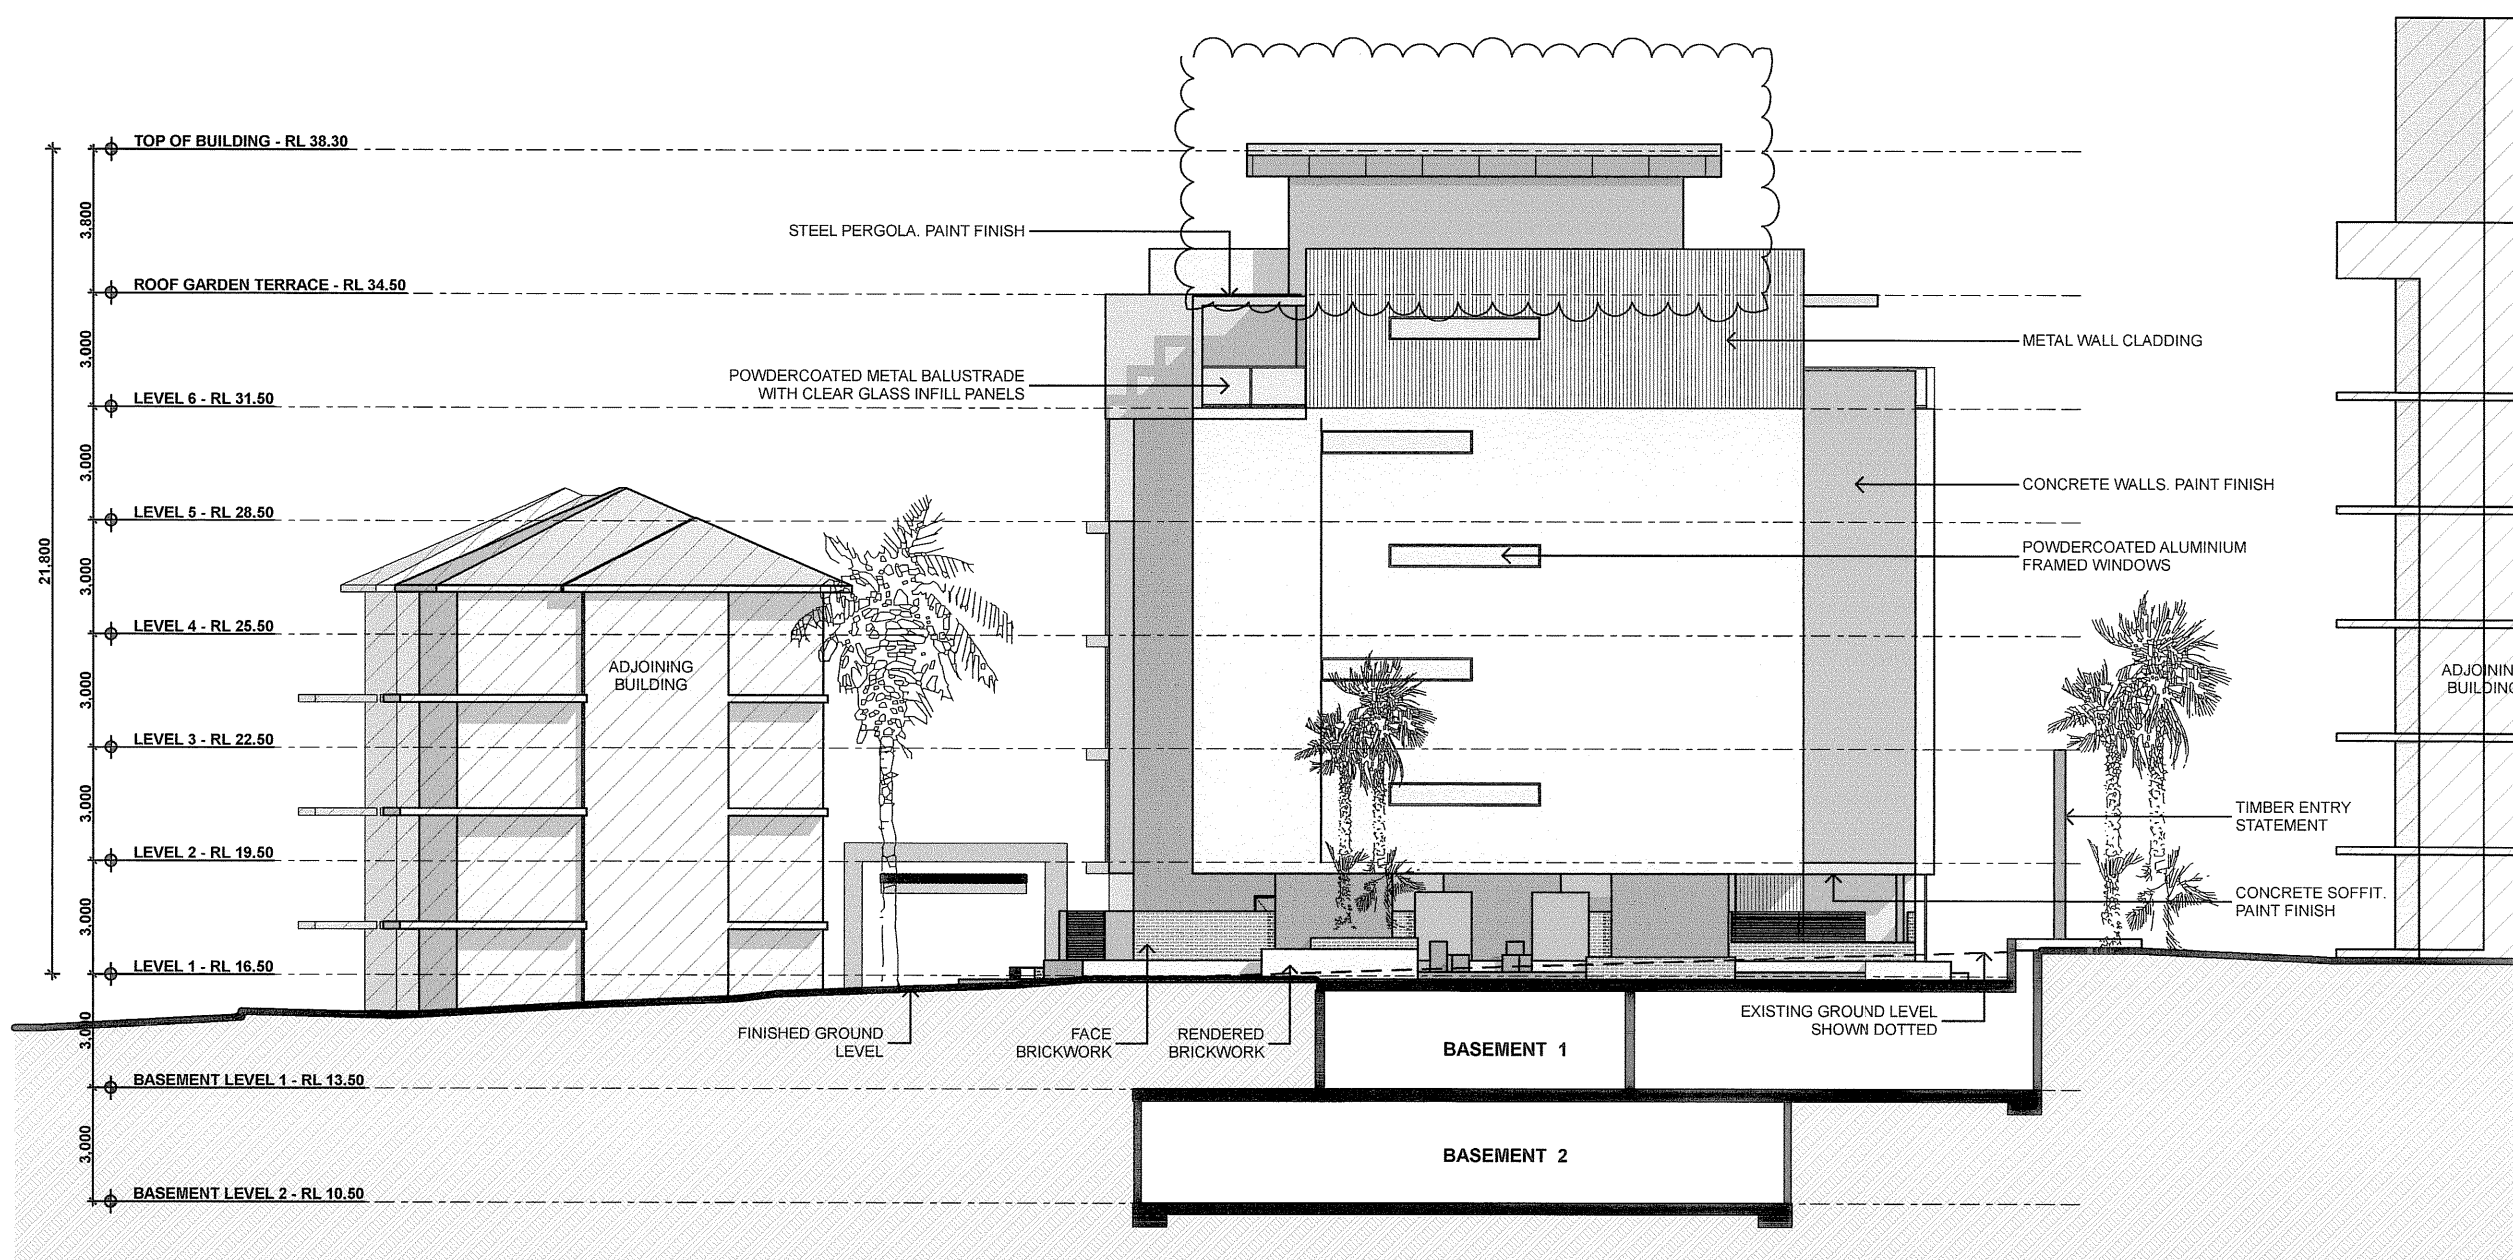 TOP OF BUILDING - RL 38.30
3.800
STEEL PERGOLA. PAINT FINISH
ROOF GARDEN TERRACE - RL 34.50
3.000
METAL WALL CLADDING
POWDERCOATED METAL BALUSTRADE
WITH CLEAR GLASS INFILL PANELS
LEVEL 6 - RL 31.50
3.000
CONCRETE WALLS. PAINT FINISH
LEVEL 5 - RL 28.50
21.800
3.000
POWDERCOATED ALUMINIUM
FRAMED WINDOWS
LEVEL 4 - RL 25.50
ADJOINING
BUILDING
ADJOININ
BUILDING
3.000
LEVEL 3 - RL 22.50
3.000
TIMBER ENTRY
STATEMENT
LEVEL 2 - RL 19.50
3.000
CONCRETE SOFFIT.
PAINT FINISH
LEVEL 1 - RL 16.50
3.000
FINISHED GROUND
LEVEL
FACE
BRICKWORK
RENDERED
BRICKWORK
EXISTING GROUND LEVEL
SHOWN DOTTED
BASEMENT 1
BASEMENT LEVEL 1 - RL 13.50
3.000
BASEMENT 2
BASEMENT LEVEL 2 - RL 10.50